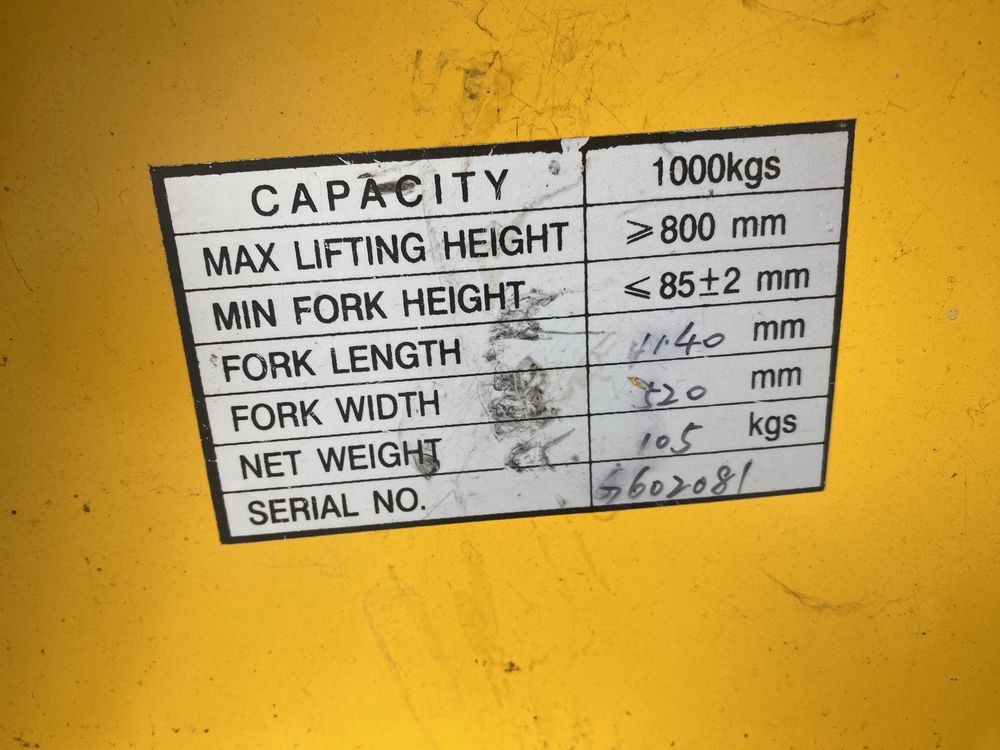 CAPACITY 1000kgs
MAX LIFTING HEIGHT ⩾800 mm
MIN FORK HEIGHT ⩽85±2 mm
FORK LENGTH 1140 mm
FORK WIDTH 520 mm
NET WEIGHT 105 kgs
SERIAL NO.